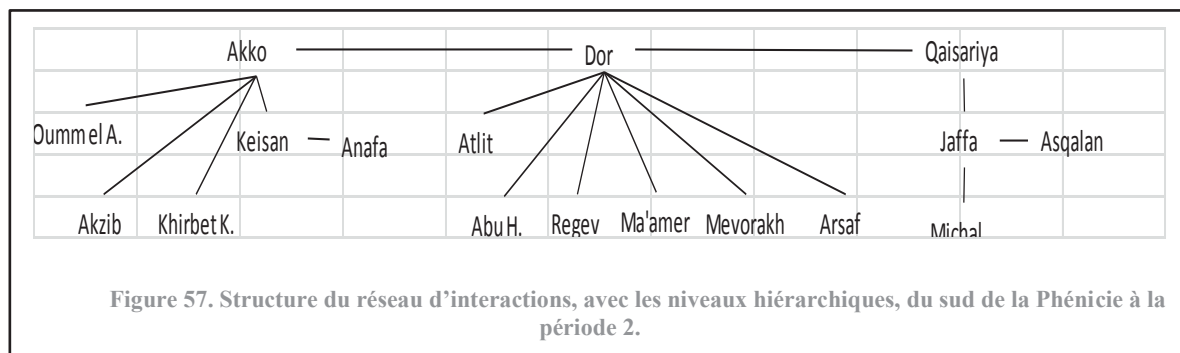 Akko Dor Qaisariya
Oumm el A. Keisan Anafa Atlit Jaffa Asqalan
Akzib Khirbet K. Abu H. Regev Ma'amer Mevorakh Arsaf Michal
Figure 57. Structure du réseau d'interactions, avec les niveaux hiérarchiques, du sud de la Phénicie à la
période 2.